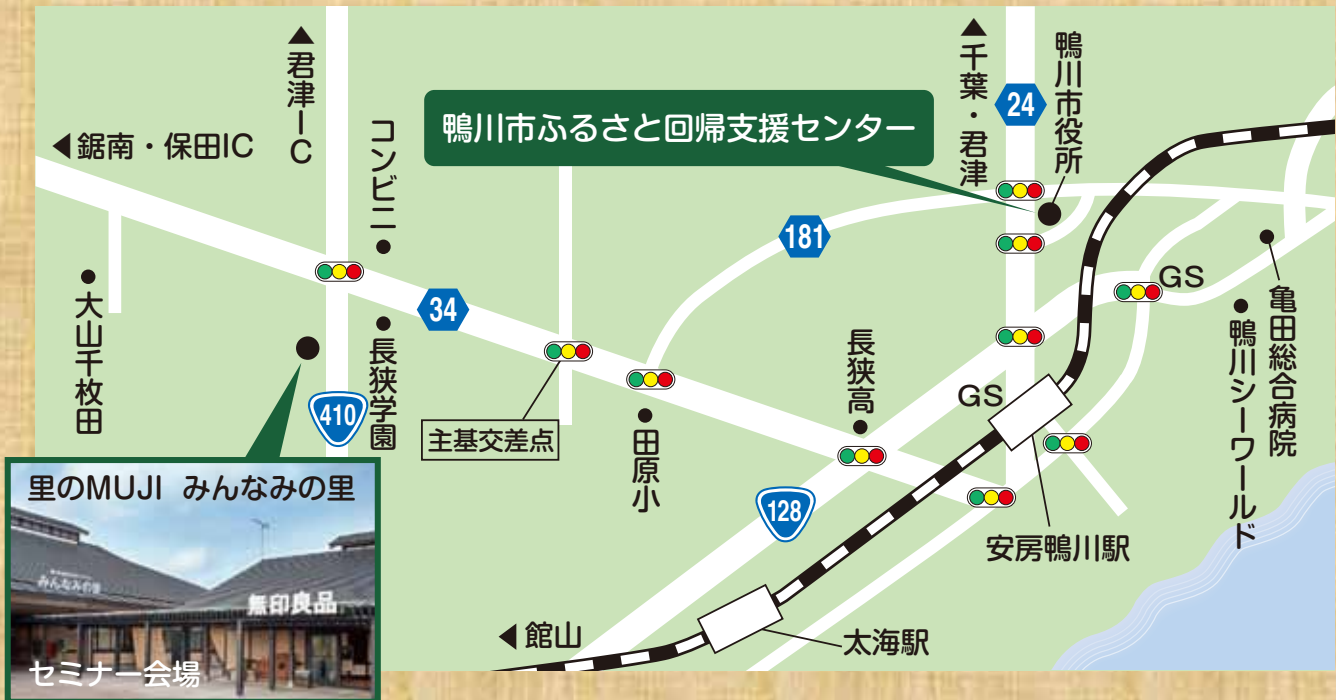 ▲君津IC
◀鋸南・保田IC
コンビニ
鴨川市ふるさと回帰支援センター
▲千葉・君津
24
鴨川市役所
181
34
大山千枚田
長狭学園
410
主基交差点
田原小
長狭高
GS
GS
亀田総合病院
鴨川シーワールド
128
安房鴨川駅
太海駅
◀館山
里のMUJI みんなみの里
みんなみの里
無印良品
セミナー会場